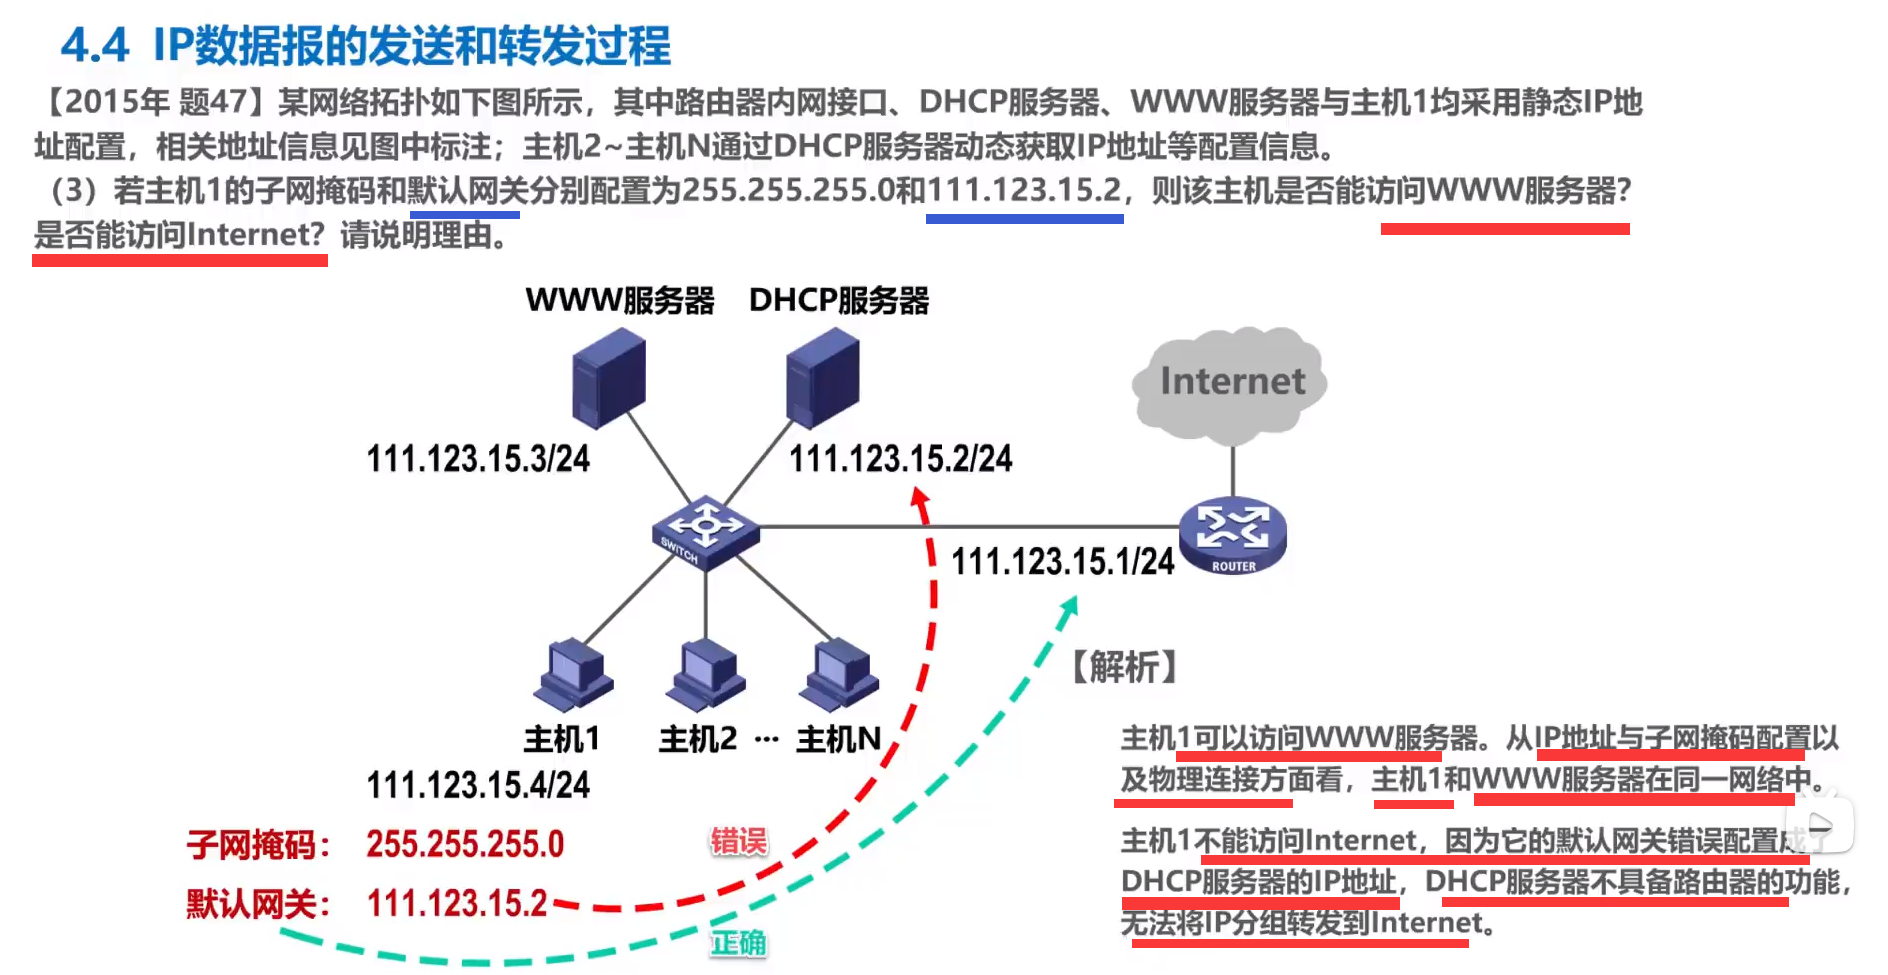 4.4 IP数据报的发送和转发过程
【2015年 题47】某网络拓扑如下图所示，其中路由器内网接口、DHCP服务器、WWW服务器与主机1均采用静态IP地
址配置，相关地址信息见图中标注；主机2~主机N通过DHCP服务器动态获取IP地址等配置信息。
（3）若主机1的子网掩码和默认网关分别配置为255.255.255.0和111.123.15.2，则该主机是否能访问WWW服务器?
是否能访问Internet？请说明理由。
WWW服务器 DHCP服务器
Internet
111.123.15.3/24
111.123.15.2/24
SWITCH
111.123.15.1/24
ROUTER
主机1 主机2 ··· 主机N
111.123.15.4/24
子网掩码： 255.255.255.0
默认网关： 111.123.15.2
错误
正确
【解析】
主机1可以访问WWW服务器。从IP地址与子网掩码配置以
及物理连接方面看，主机1和WWW服务器在同一网络中。
主机1不能访问Internet，因为它的默认网关错误配置成了
DHCP服务器的IP地址，DHCP服务器不具备路由器的功能，
无法将IP分组转发到Internet。